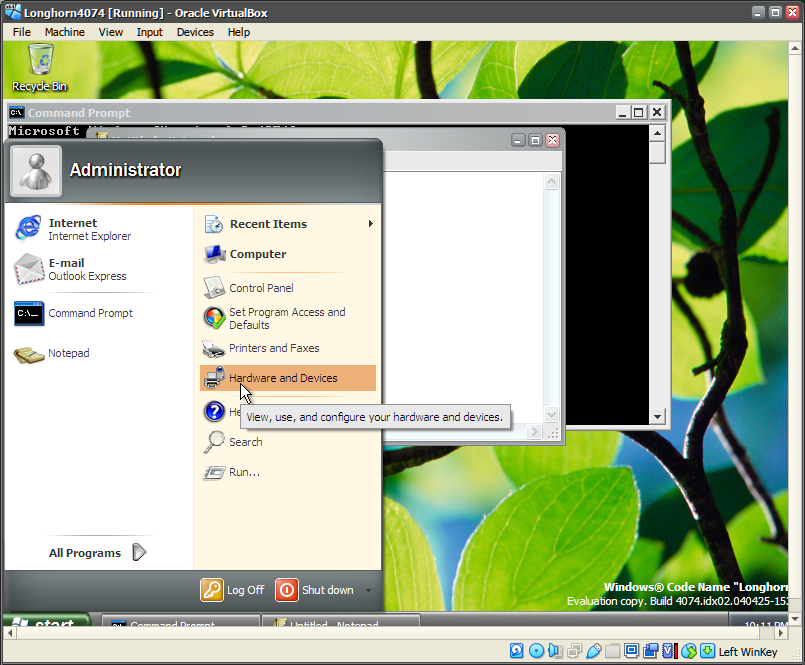 Longhorn4074 [Running] - Oracle VirtualBox
File Machine View Input Devices Help
Recycle Bin
C:\ Command Prompt
Microsoft
Administrator
Internet
Internet Explorer
E-mail
Outlook Express
C:\_ Command Prompt
Notepad
All Programs
Recent Items
Computer
Control Panel
Set Program Access and
Defaults
Printers and Faxes
Hardware and Devices
He
View, use, and configure your hardware and devices.
Search
Run...
Log Off Shut down
Windows® Code Name "Longhorn
Evaluation copy. Build 4074.idx02.040425-153
start Command Prompt Untitled - Notepad 10:11 PM
Left WinKey